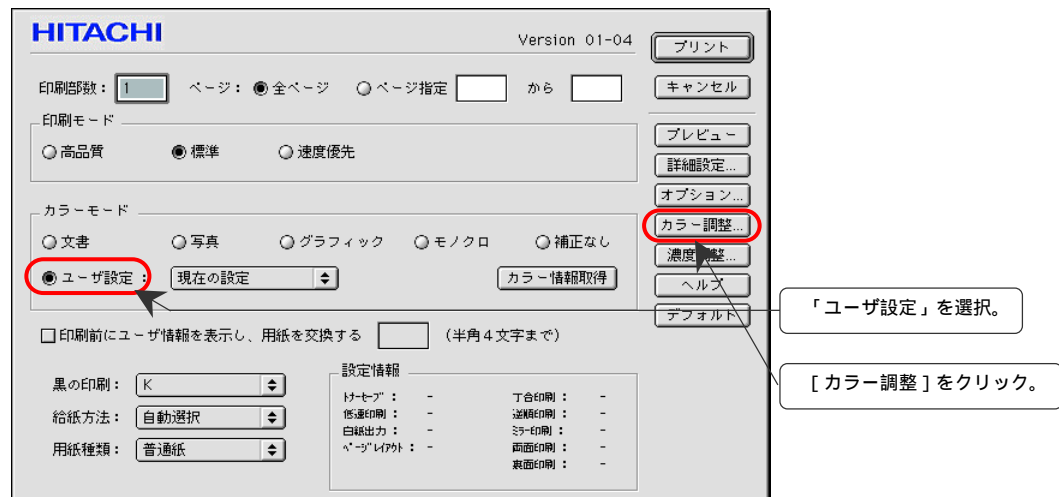 HITACHI
Version 01-04
プリント
印刷部数： 1 ページ： 全ページ ページ指定 から
キャンセル
印刷モード
高品質 標準 速度優先
プレビュー
詳細設定...
オプション...
カラー調整...
濃度調整...
ヘルプ
デフォルト
カラーモード
文書 写真 グラフィック モノクロ 補正なし
ユーザ設定： 現在の設定 カラー情報取得
「ユーザ設定」を選択。
[カラー調整]をクリック。
印刷前にユーザ情報を表示し、用紙を交換する （半角４文字まで）
黒の印刷： K
給紙方法： 自動選択
用紙種類： 普通紙
設定情報
ﾄﾅｰｾｰﾌﾞ： - 丁合印刷： -
低速印刷： - 逆順印刷： -
白紙出力： - ﾐﾗｰ印刷： -
ﾍﾟｰｼﾞﾚｲｱｳﾄ： - 両面印刷： -
裏面印刷： -